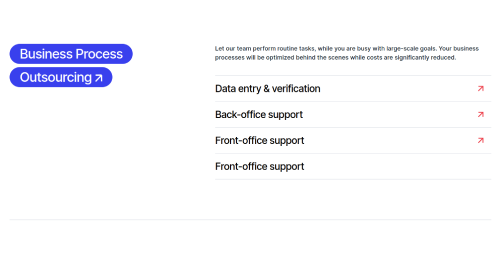 Business Process
Outsourcing
Let our team perform routine tasks, while you are busy with large-scale goals. Your business
processes will be optimized behind the scenes while costs are significantly reduced.
Data entry & verification
Back-office support
Front-office support
Front-office support